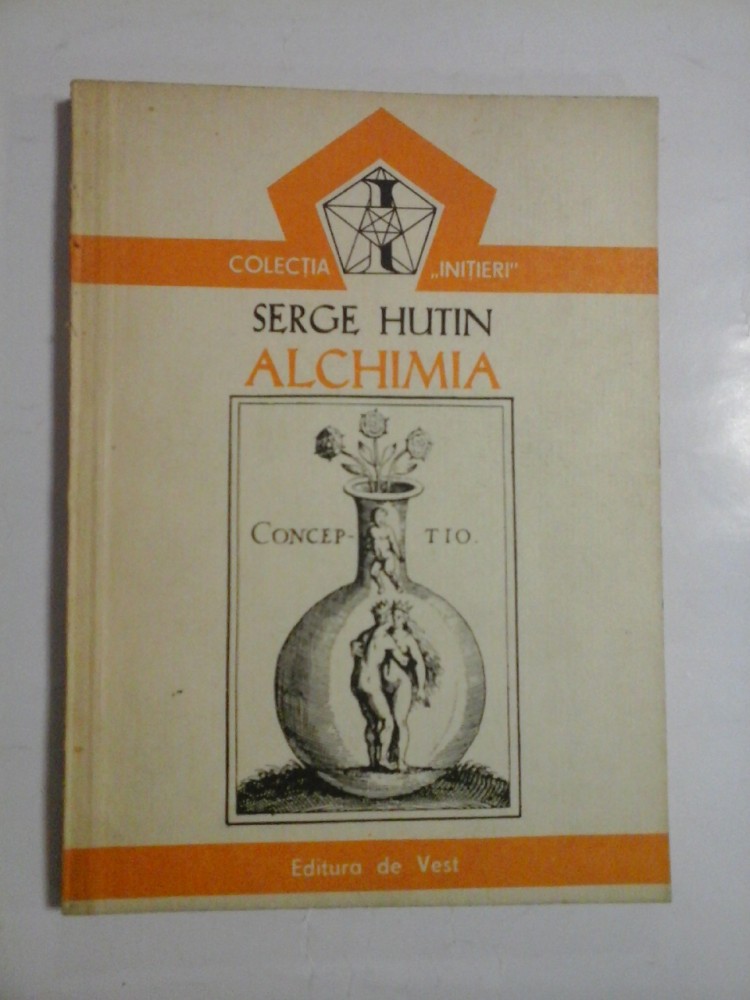 COLECȚIA „INIȚIERI"
SERGE HUTIN
ALCHIMIA
CONCEP- TIO.
Editura de Vest